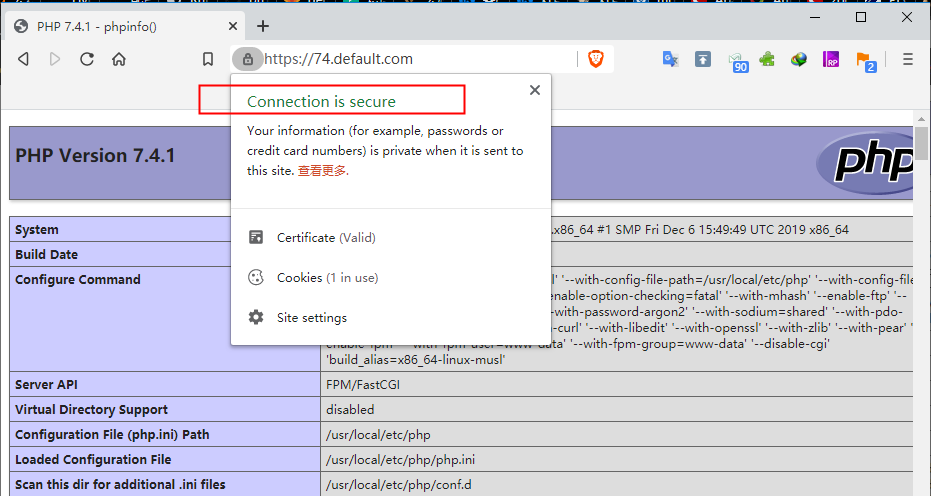 PHP 7.4.1 - phpinfo()
https://74.default.com
90
RP
2
Connection is secure
Your information (for example, passwords or
credit card numbers) is private when it is sent to
this site. 查看更多.
Certificate (Valid)
Cookies (1 in use)
Site settings
PHP Version 7.4.1
php
System
.x86_64 #1 SMP Fri Dec 6 15:49:49 UTC 2019 x86_64
Build Date
Configure Command
'--with-config-file-path=/usr/local/etc/php' '--with-config-file
enable-option-checking=fatal' '--with-mhash' '--enable-ftp' '--
-with-password-argon2' '--with-sodium=shared' '--with-pdo-
-curl' '--with-libedit' '--with-openssl' '--with-zlib' '--with-pear' '
'--with-fpm-group=www-data' '--disable-cgi'
'build_alias=x86_64-linux-musl'
Server API
FPM/FastCGI
Virtual Directory Support
disabled
Configuration File (php.ini) Path
/usr/local/etc/php
Loaded Configuration File
/usr/local/etc/php/php.ini
Scan this dir for additional .ini files
/usr/local/etc/php/conf.d